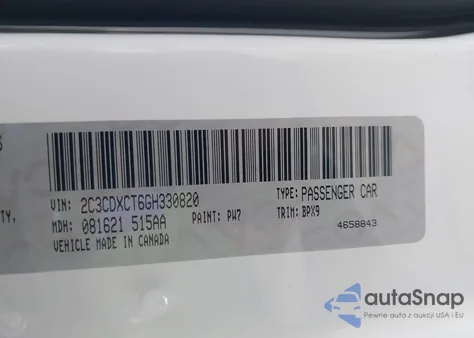 S
TY,
VIN: 2C3CDXCT6GH330820
TYPE: PASSENGER CAR
MDH: 081621 515AA
PAINT: PW7
TRIM: BPX9
VEHICLE MADE IN CANADA
4658843
autoSnap
Pewne auta z aukcji USA i EU